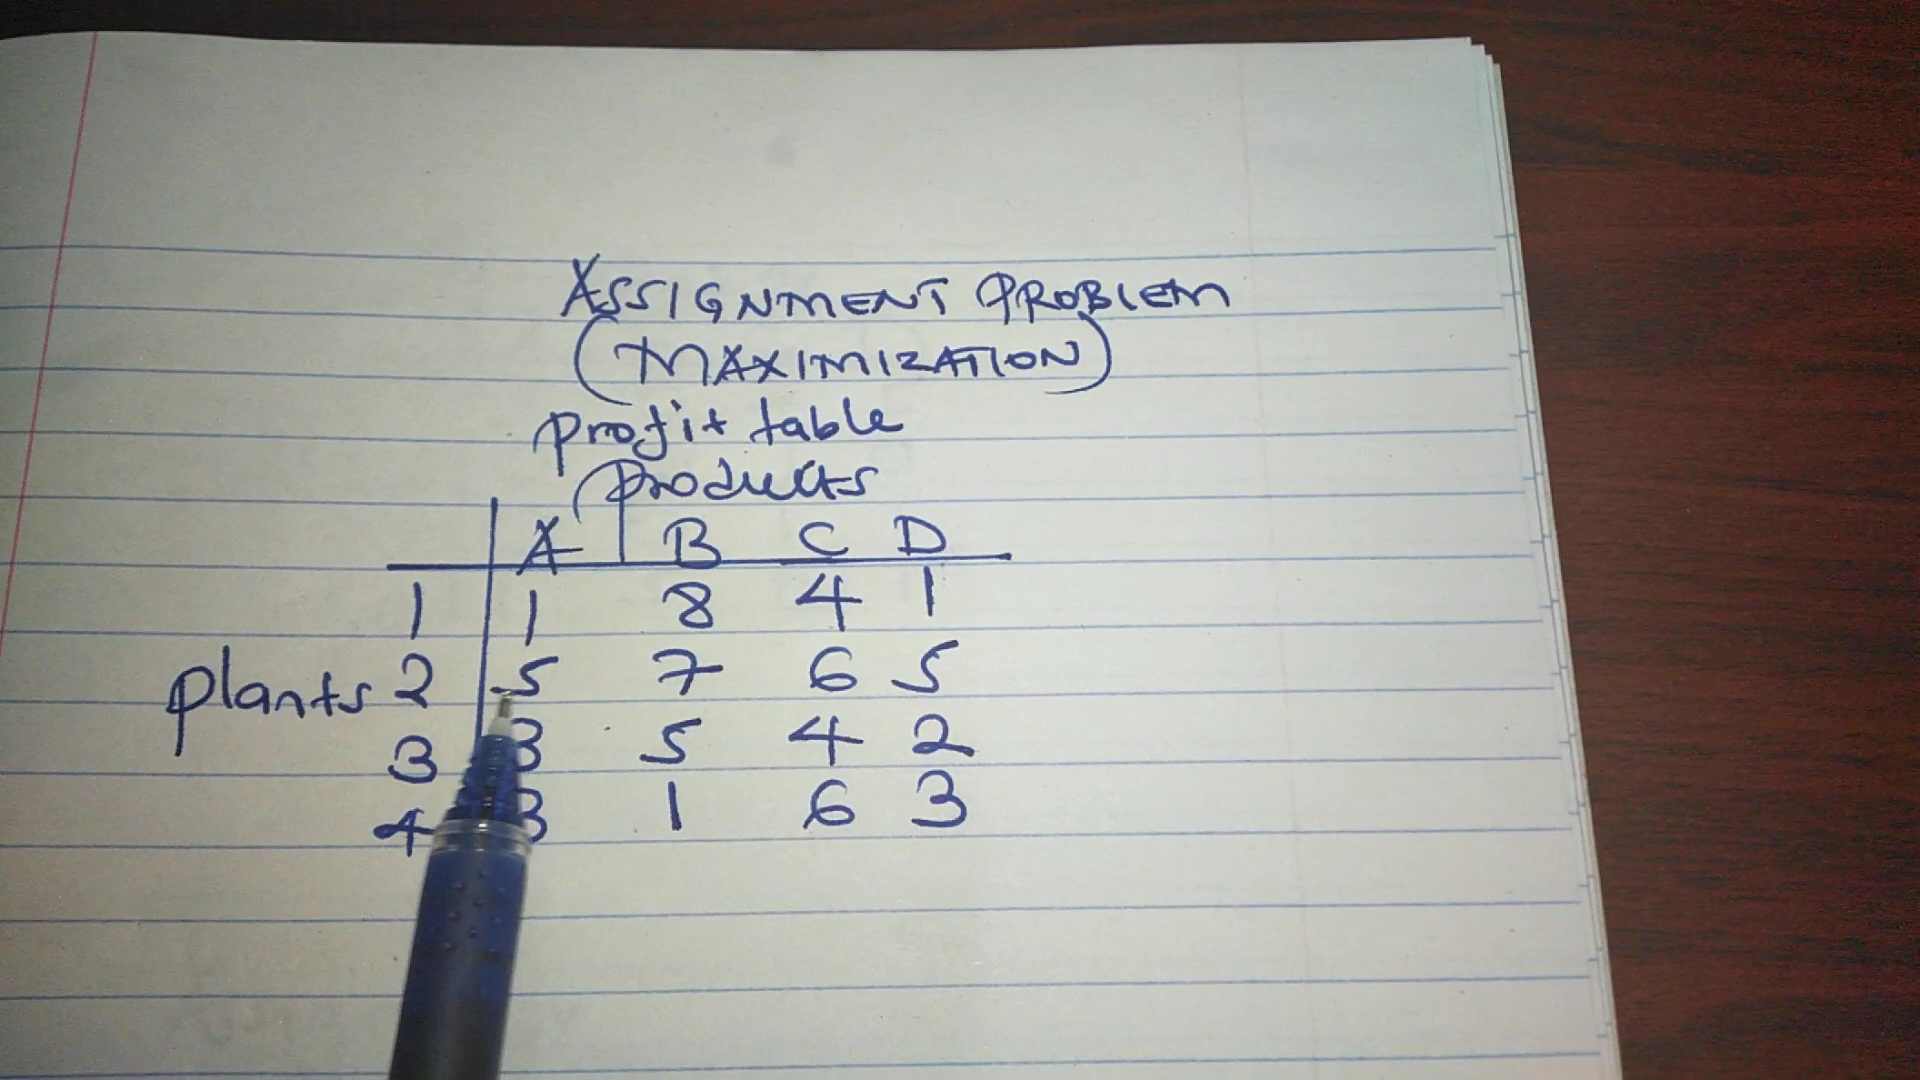 ASSIGNMENT PROBLEM
(MAXIMIZATION)
Profit table
Products
A B C D
1 1 8 4 1
plants 2 5 7 6 5
3 3 5 4 2
4 3 1 6 3